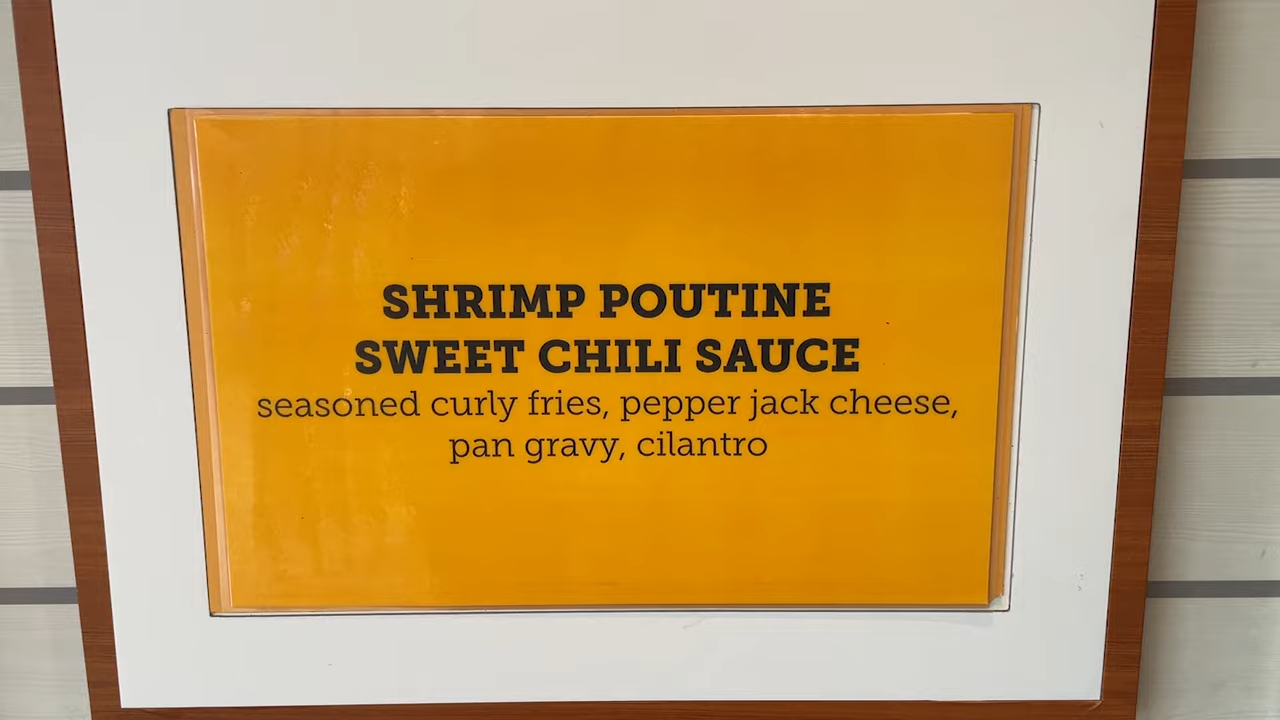 SHRIMP POUTINE
SWEET CHILI SAUCE
seasoned curly fries, pepper jack cheese,
pan gravy, cilantro